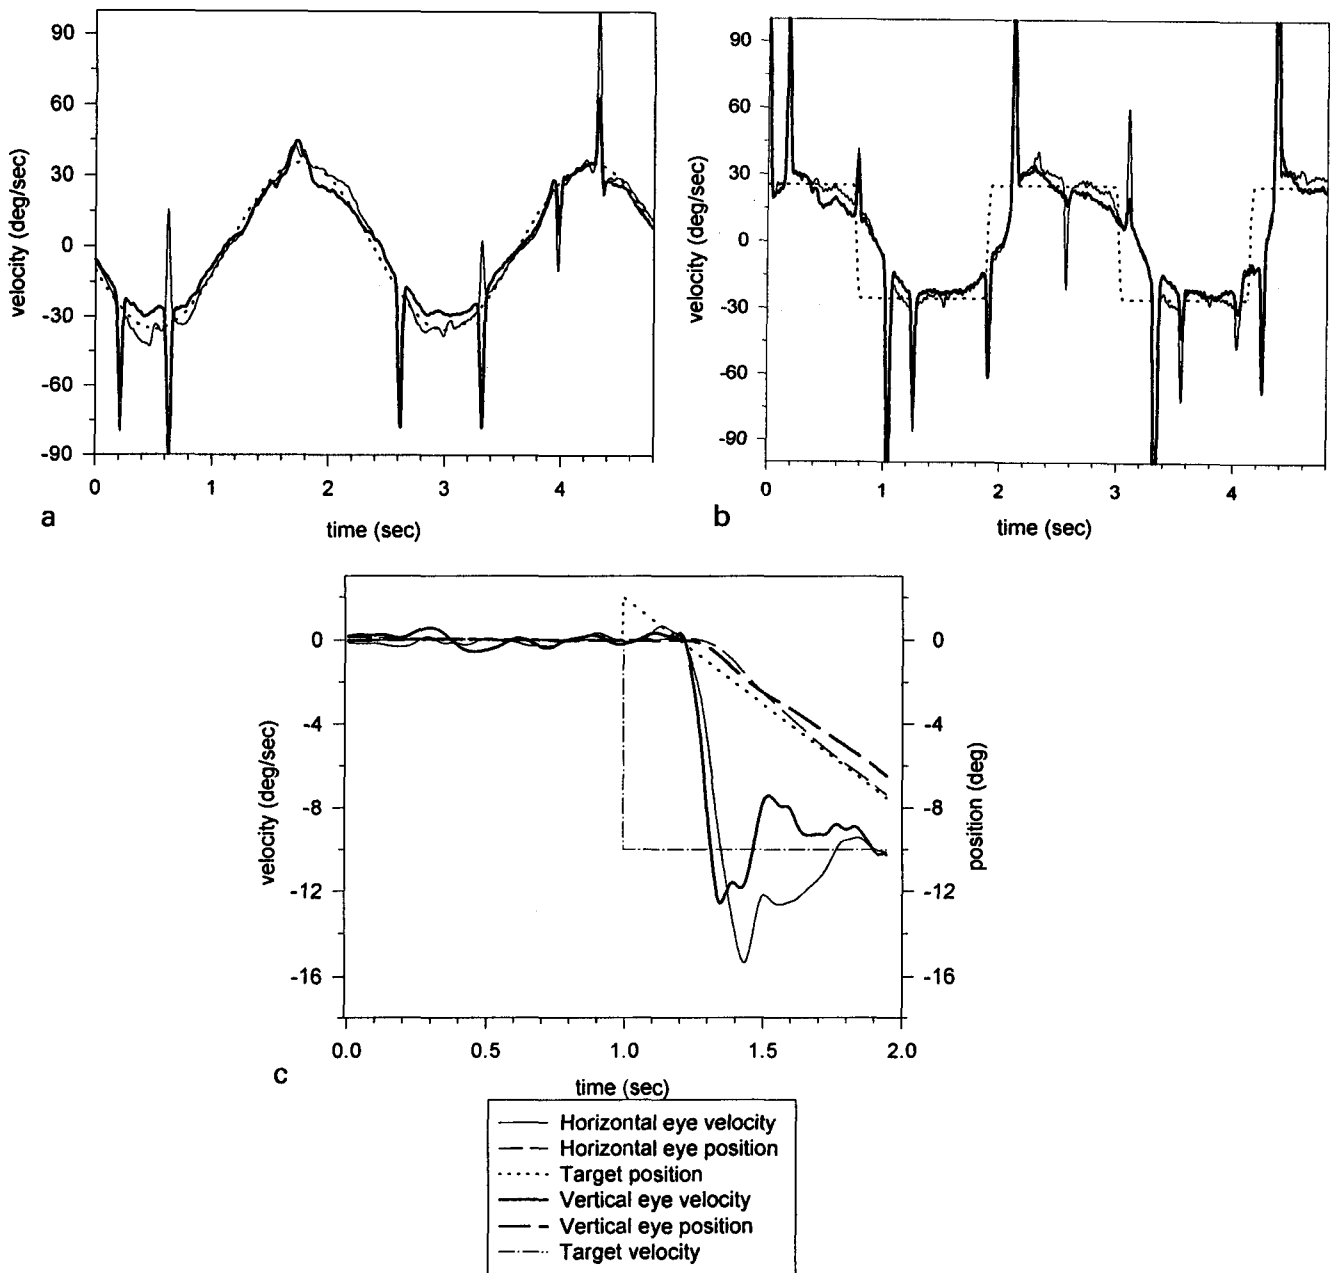 90
60
30
0
-30
-60
-90
velocity (deg/sec)
0 1 2 3 4
time (sec)
a
90
60
30
0
-30
-60
-90
velocity (deg/sec)
0 1 2 3 4
time (sec)
b
0
-4
-8
-12
-16
velocity (deg/sec)
0
-4
-8
-12
-16
position (deg)
0.0 0.5 1.0 1.5 2.0
time (sec)
c
Horizontal eye velocity
Horizontal eye position
Target position
Vertical eye velocity
Vertical eye position
Target velocity